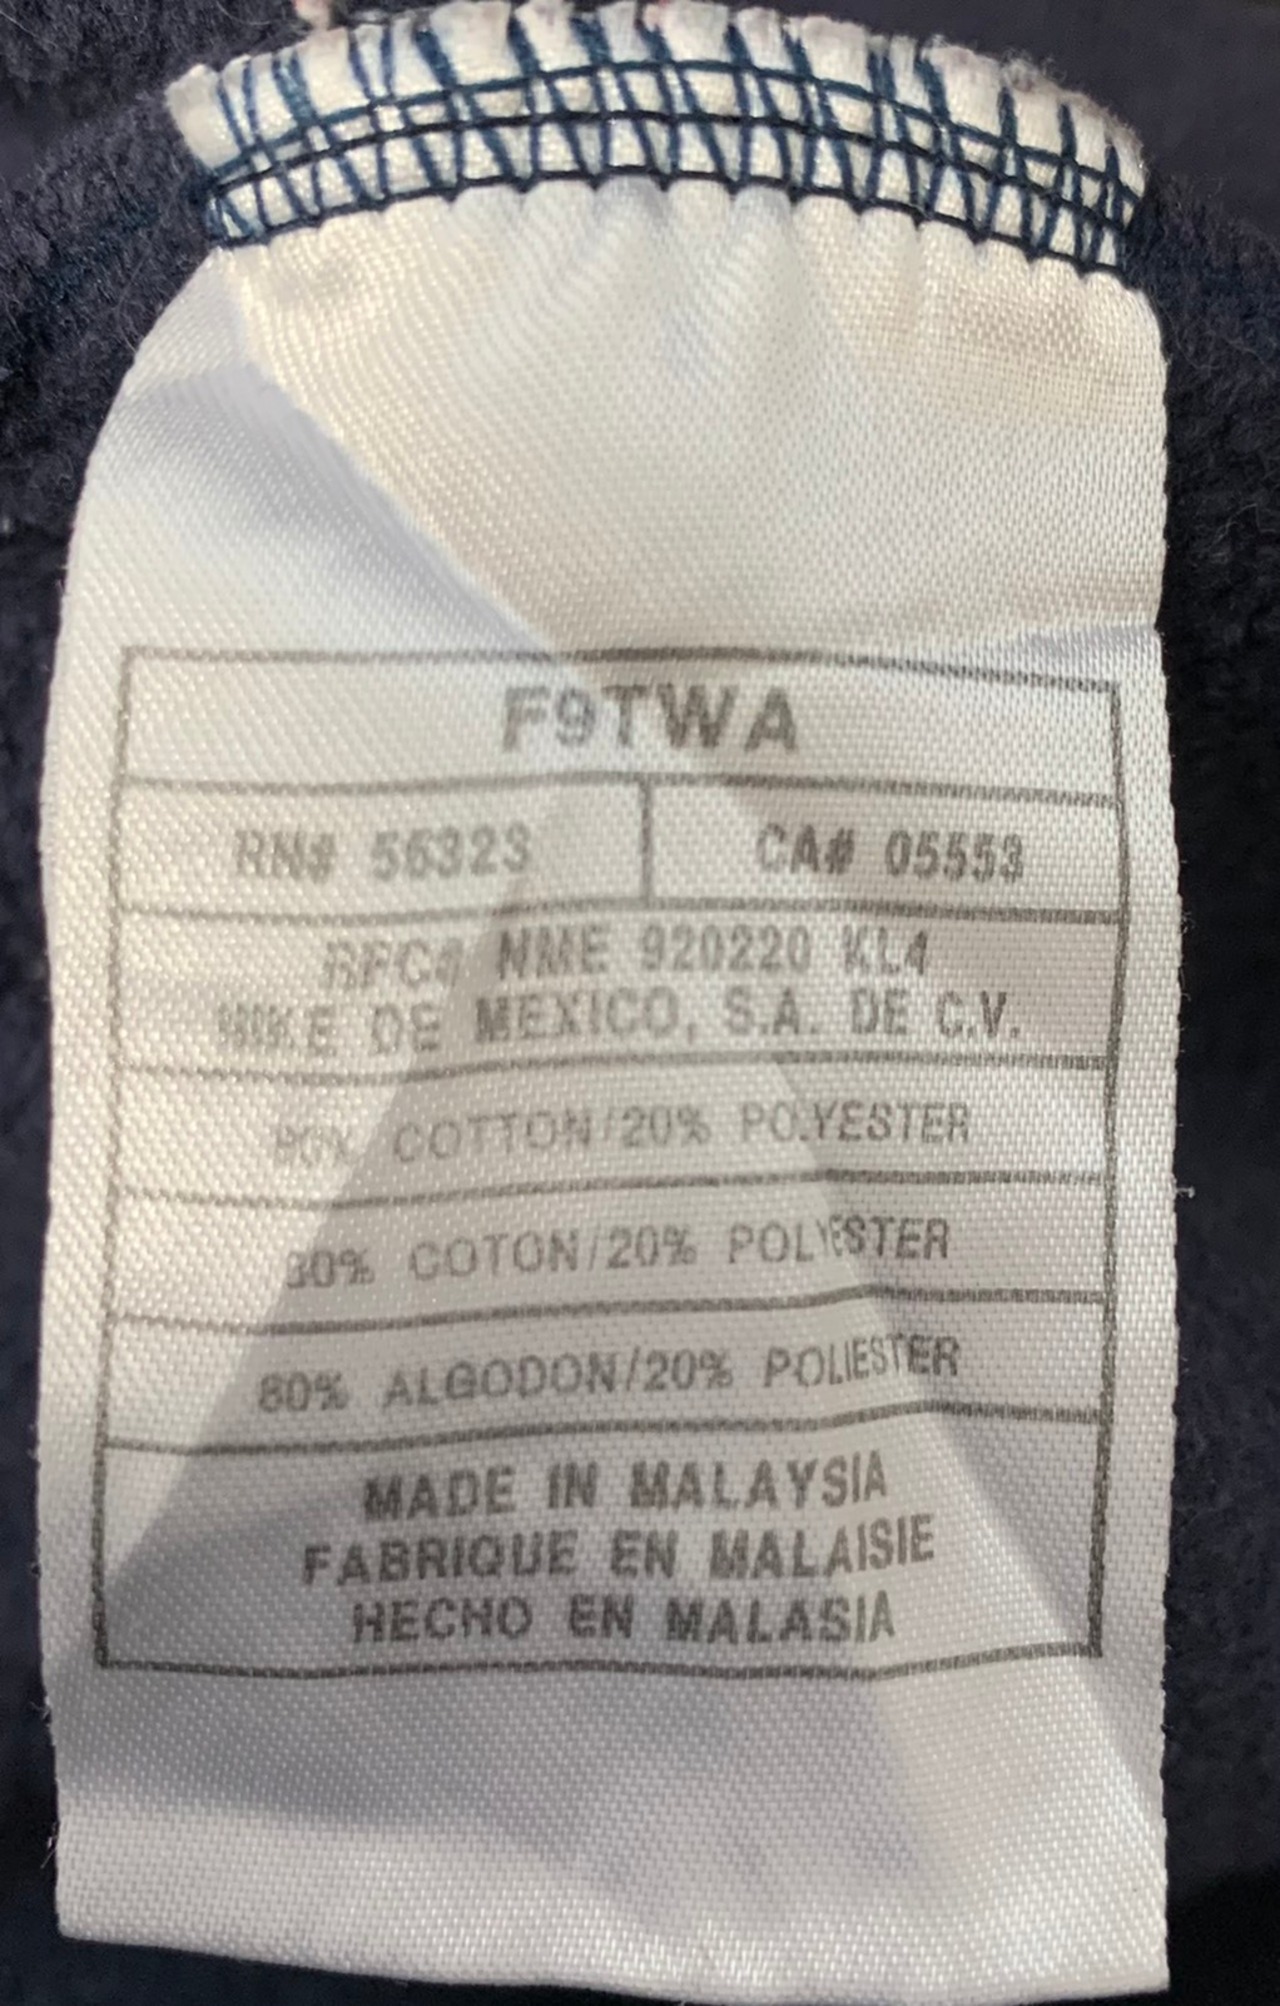 F9TWA
RN# 56323 CA# 05553
RFC: NME 920220 KL4
NIKE DE MEXICO, S.A. DE C.V.
80% COTTON/20% POLYESTER
80% COTON/20% POLYESTER
80% ALGODON/20% POLIESTER
MADE IN MALAYSIA
FABRIQUE EN MALAISIE
HECHO EN MALASIA